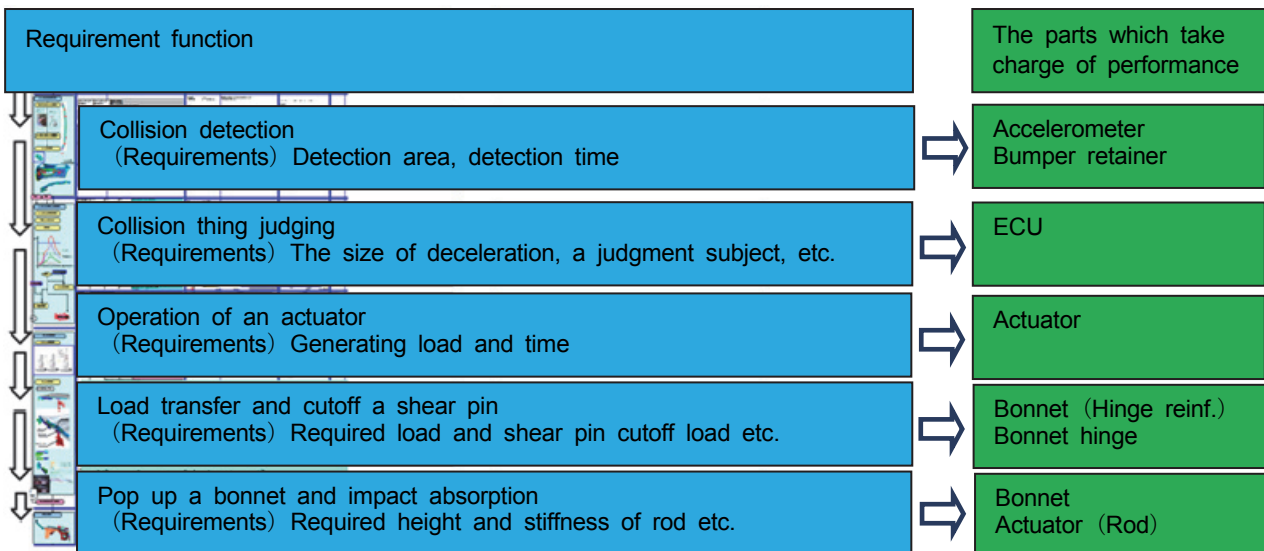 Requirement function
The parts which take
charge of performance
Collision detection
（Requirements）Detection area, detection time
Accelerometer
Bumper retainer
Collision thing judging
（Requirements）The size of deceleration, a judgment subject, etc.
ECU
Operation of an actuator
（Requirements）Generating load and time
Actuator
Load transfer and cutoff a shear pin
（Requirements）Required load and shear pin cutoff load etc.
Bonnet（Hinge reinf.）
Bonnet hinge
Pop up a bonnet and impact absorption
（Requirements）Required height and stiffness of rod etc.
Bonnet
Actuator（Rod）